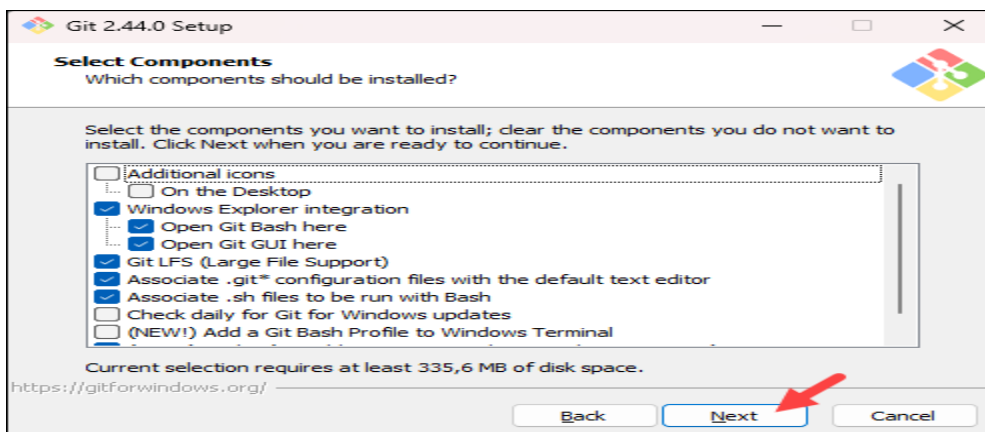 Git 2.44.0 Setup
Select Components
Which components should be installed?
Select the components you want to install; clear the components you do not want to
install. Click Next when you are ready to continue.
Additional icons
On the Desktop
Windows Explorer integration
Open Git Bash here
Open Git GUI here
Git LFS (Large File Support)
Associate .git* configuration files with the default text editor
Associate .sh files to be run with Bash
Check daily for Git for Windows updates
(NEW!) Add a Git Bash Profile to Windows Terminal
Current selection requires at least 335,6 MB of disk space.
https://gitforwindows.org/
Back
Next
Cancel